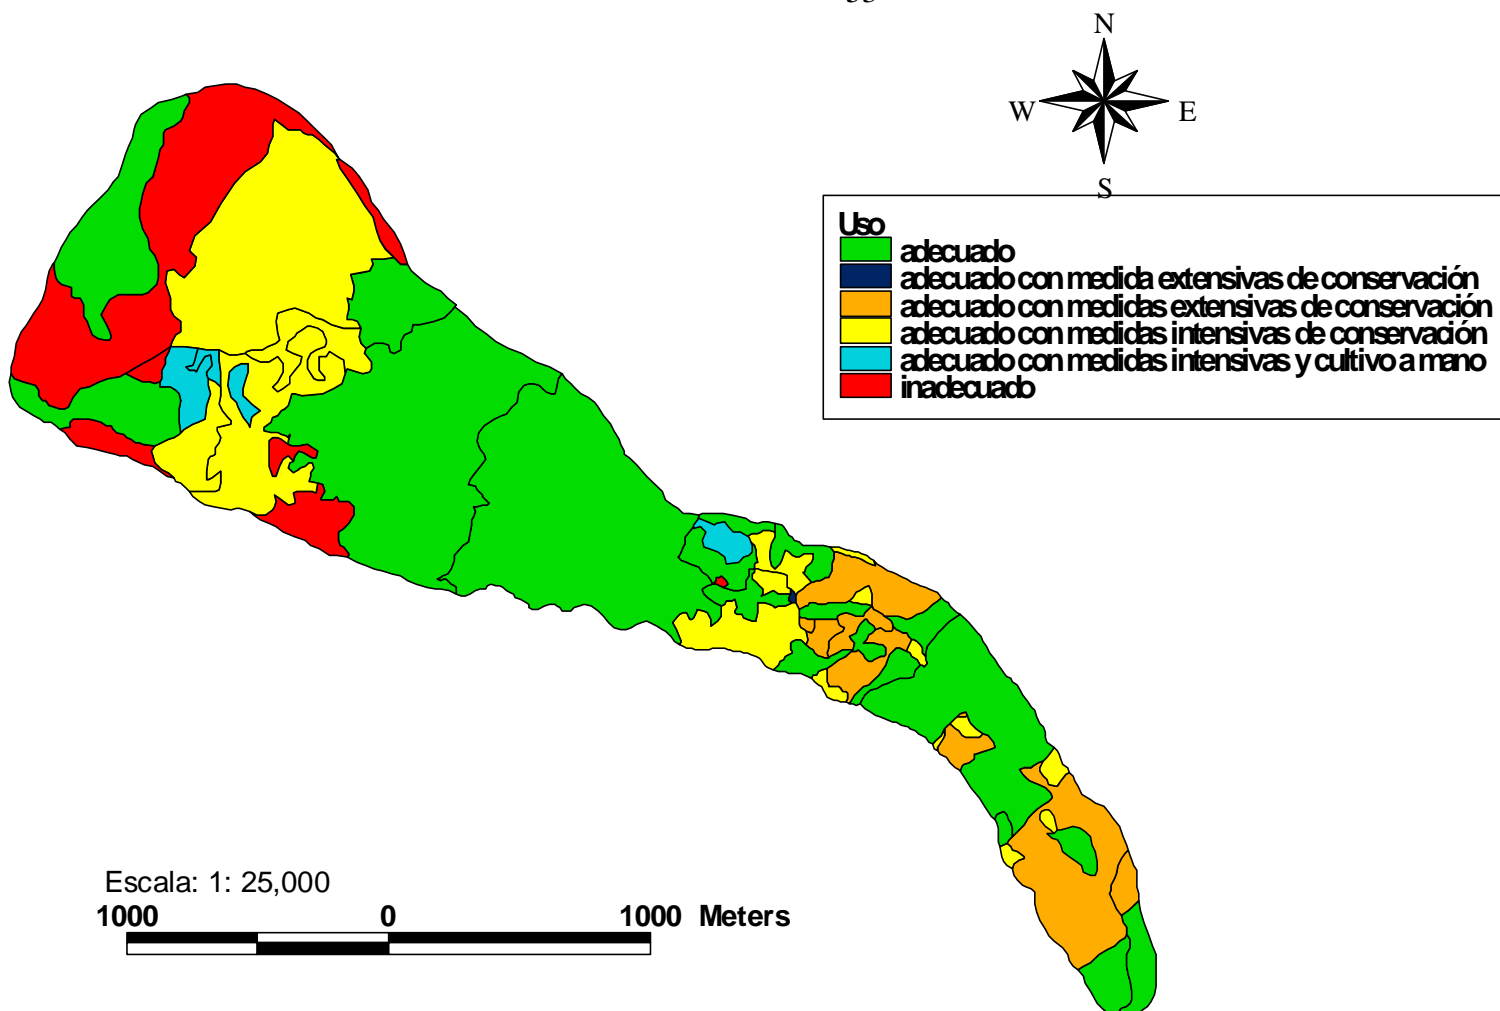 N
W E
S
Uso
adecuado
adecuado con medida extensivas de conservación
adecuado con medidas extensivas de conservación
adecuado con medidas intensivas de conservación
adecuado con medidas intensivas y cultivo a mano
inadecuado
Escala: 1: 25,000
1000 0 1000 Meters